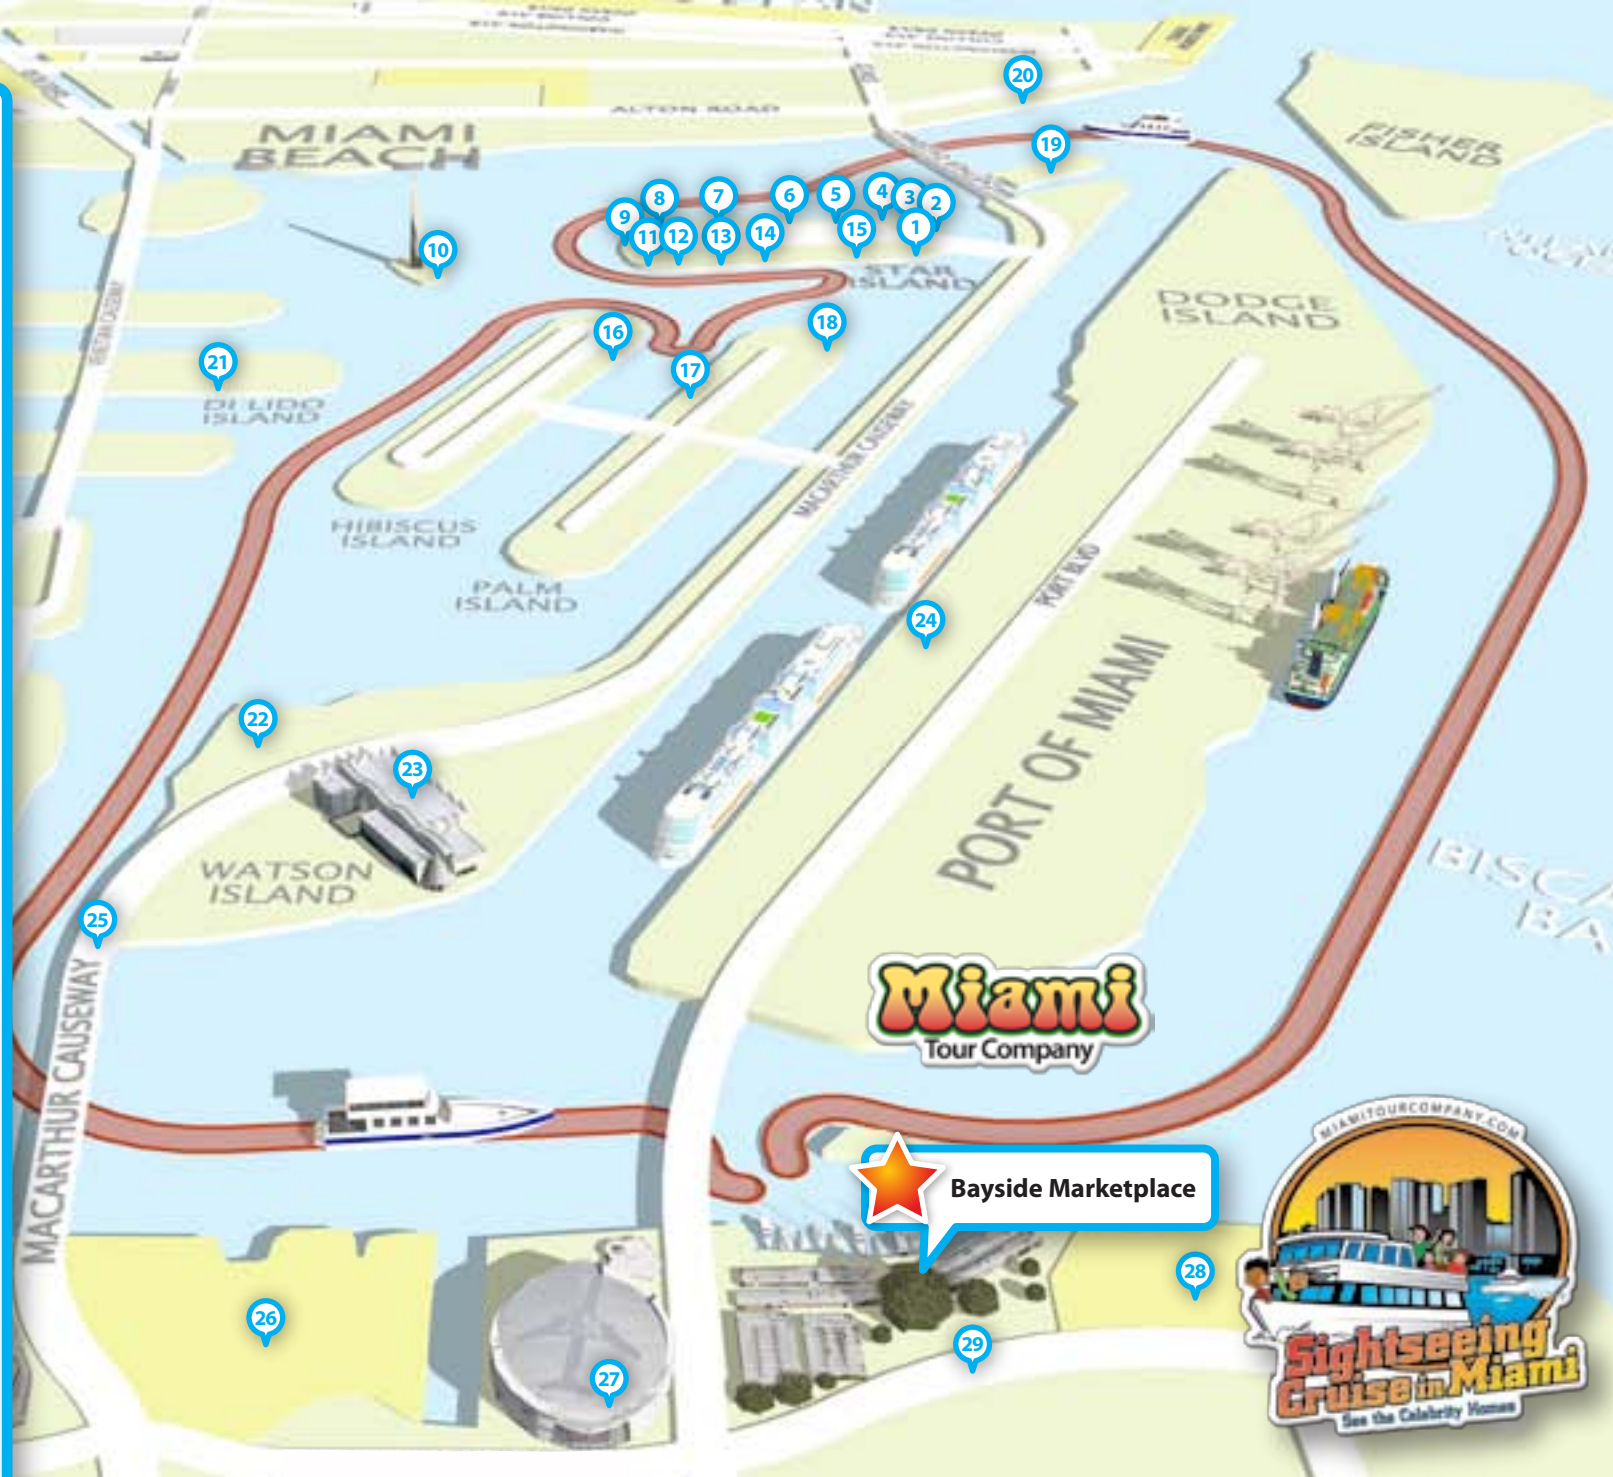 ALTON ROAD
MIAMI
BEACH
20
FISHER
ISLAND
19
8
7
6
5
4
3
2
9
11
12
13
14
15
1
10
STAR
ISLAND
DODGE
ISLAND
16
18
17
21
DI LIDO
ISLAND
VENETIAN CAUSEWAY
MACARTHUR CAUSEWAY
HIBISCUS
ISLAND
PALM
ISLAND
PORT BLVD
24
PORT OF MIAMI
22
23
WATSON
ISLAND
25
BISCA
BA
MACARTHUR CAUSEWAY
Miami
Tour Company
Bayside Marketplace
26
27
28
29
MIAMITOURCOMPANY.COM
Sightseeing
Cruise in Miami
See the Celebrity Homes